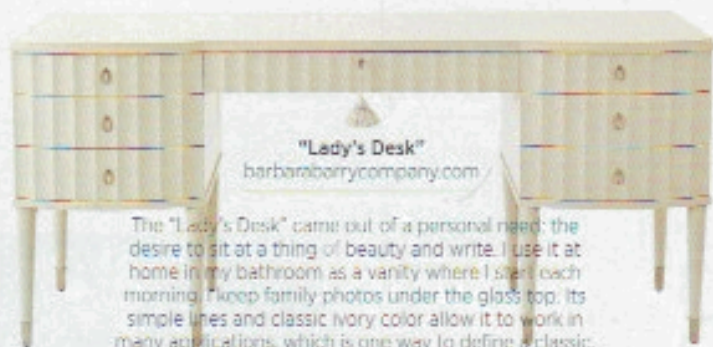 "Lady's Desk"
barbarabarrycompany.com
The "Lady's Desk" came out of a personal need: the
desire to sit at a thing of beauty and write. I use it at
home in my bathroom as a vanity where I start each
morning. I keep family photos under the glass top. Its
simple lines and classic ivory color allow it to work in
many applications, which is one way to define a classic.